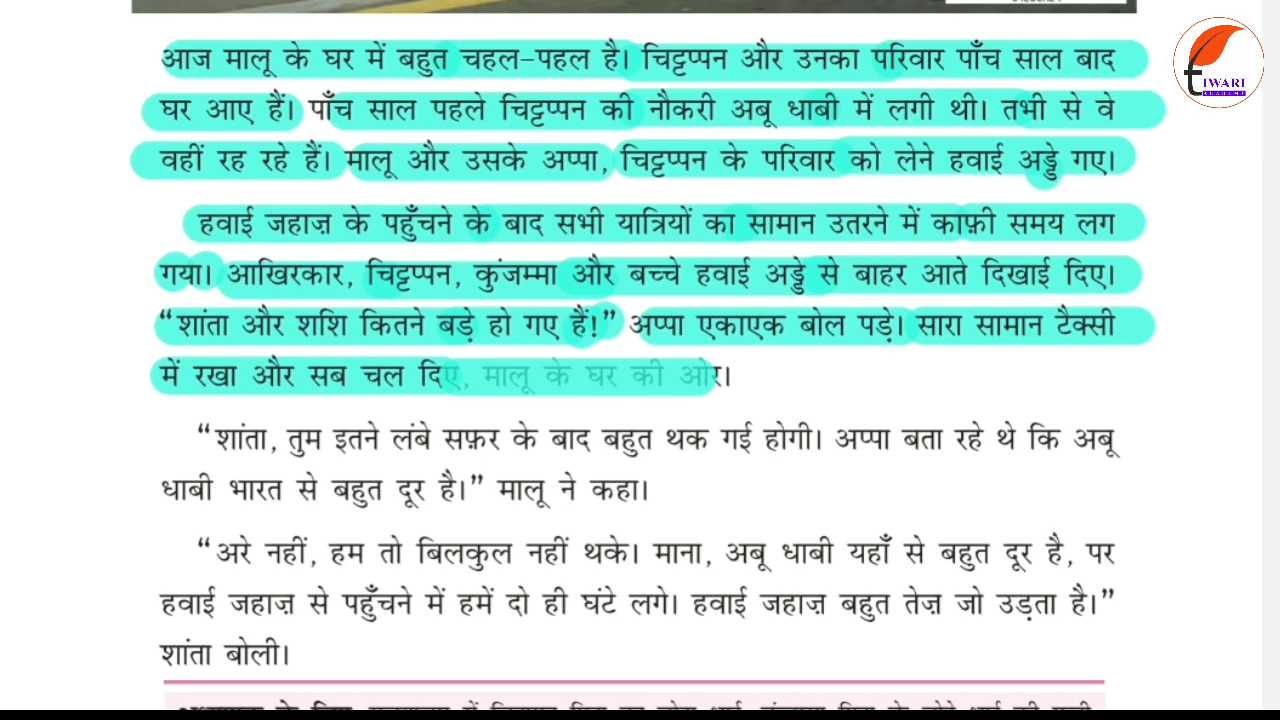 आज मालू के घर में बहुत चहल-पहल है। चिट्टप्पन और उनका परिवार पाँच साल बाद
घर आए हैं। पाँच साल पहले चिट्टप्पन की नौकरी अबू धाबी में लगी थी। तभी से वे
वहीं रह रहे हैं। मालू और उसके अप्पा, चिट्टप्पन के परिवार को लेने हवाई अड्डे गए।
हवाई जहाज़ के पहुँचने के बाद सभी यात्रियों का सामान उतरने में काफ़ी समय लग
गया। आखिरकार, चिट्टप्पन, कुंजम्मा और बच्चे हवाई अड्डे से बाहर आते दिखाई दिए।
“शांता और शशि कितने बड़े हो गए हैं!” अप्पा एकाएक बोल पड़े। सारा सामान टैक्सी
में रखा और सब चल दिए, मालू के घर की ओर।
“शांता, तुम इतने लंबे सफ़र के बाद बहुत थक गई होगी। अप्पा बता रहे थे कि अबू
धाबी भारत से बहुत दूर है।” मालू ने कहा।
“अरे नहीं, हम तो बिलकुल नहीं थके। माना, अबू धाबी यहाँ से बहुत दूर है, पर
हवाई जहाज़ से पहुँचने में हमें दो ही घंटे लगे। हवाई जहाज़ बहुत तेज़ जो उड़ता है।”
शांता बोली।
TIWARI
ACADEMY